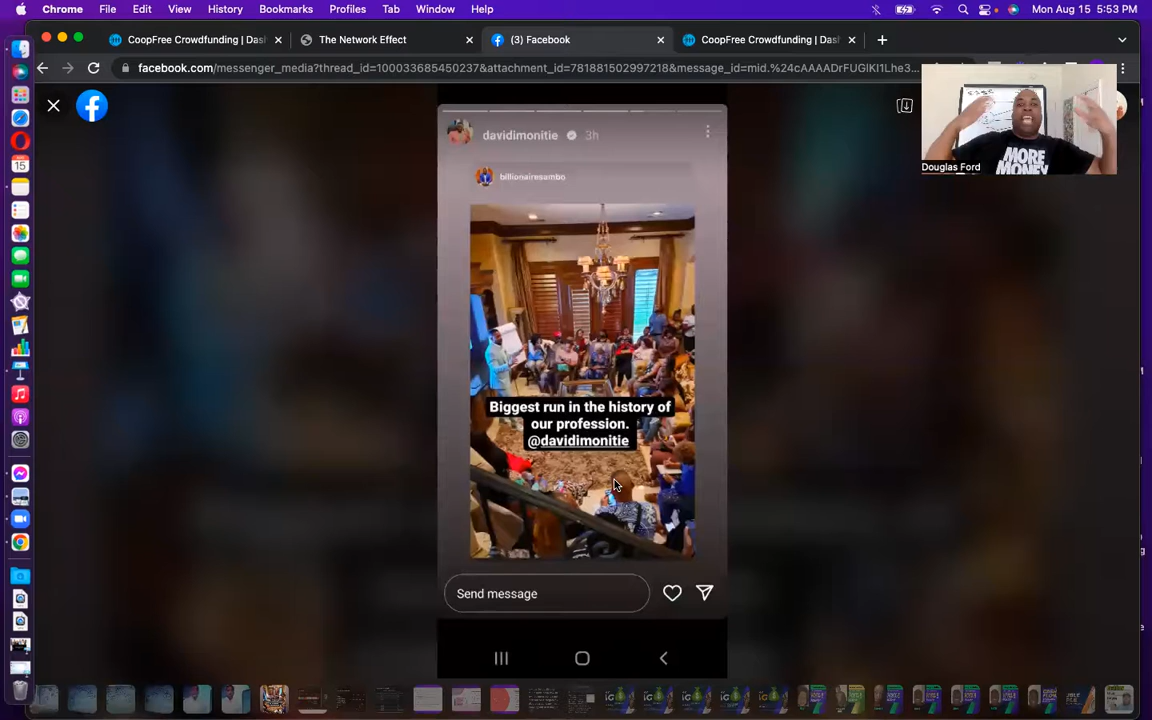 Chrome File Edit View History Bookmarks Profiles Tab Window Help Mon Aug 15 5:53 PM
CoopFree Crowdfunding | Das The Network Effect (3) Facebook CoopFree Crowdfunding | Das
facebook.com/messenger_media?thread_id=100033685450237&attachment_id=781881502997218&message_id=mid.%24cAAAADrFUGIKI1Lhe3...
davidimonitie 3h
billionairesambo
MORE
MONEY
Douglas Ford
Biggest run in the history of
our profession.
@davidimonitie
Send message